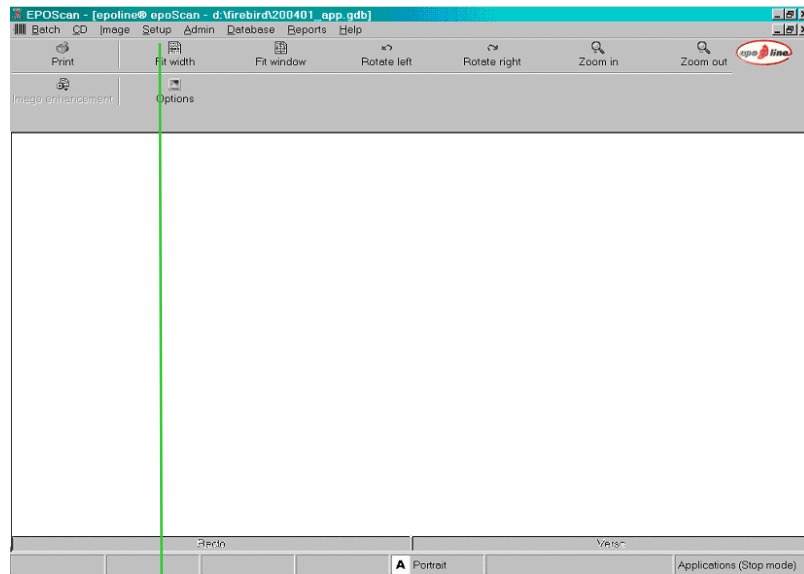 EPOScan - [epoline® epoScan - d:\firebird\200401_app.gdb]
Batch CD Image Setup Admin Database Reports Help
Print Fit width Fit window Rotate left Rotate right Zoom in Zoom out epoline
Image enhancement Options
Recto Verso
A Portrait Applications (Stop mode)